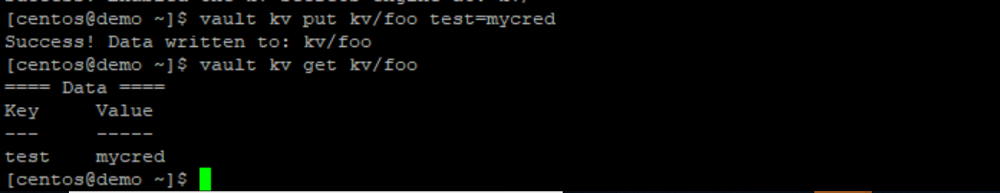 [centos@demo ~]$ vault kv put kv/foo test=mycred
Success! Data written to: kv/foo
[centos@demo ~]$ vault kv get kv/foo
==== Data ====
Key     Value
---     -----
test    mycred
[centos@demo ~]$